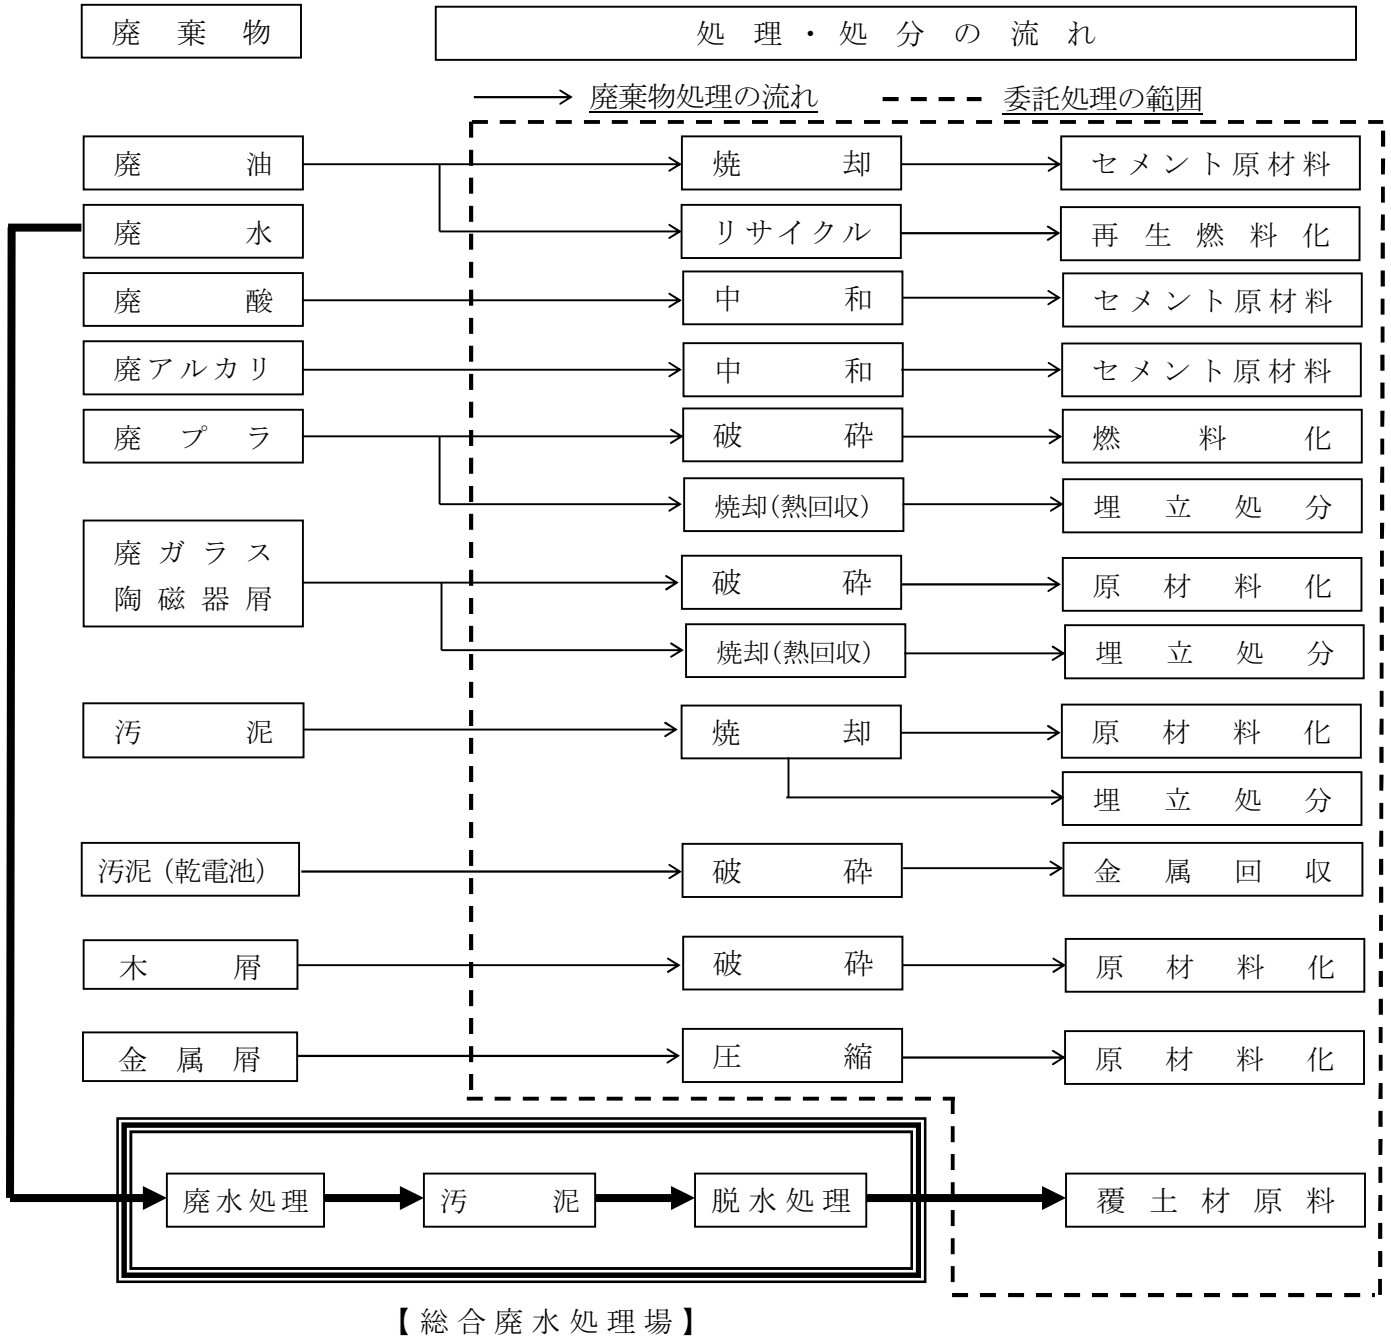 廃棄物 処理・処分の流れ
廃棄物処理の流れ 委託処理の範囲
廃油 焼却 セメント原材料
廃水 リサイクル 再生燃料化
廃酸 中和 セメント原材料
廃アルカリ 中和 セメント原材料
廃プラ 破砕 燃料化
焼却(熱回収) 埋立処分
廃ガラス
陶磁器屑
破砕 原材料化
焼却(熱回収) 埋立処分
汚泥 焼却 原材料化
埋立処分
汚泥（乾電池） 破砕 金属回収
木屑 破砕 原材料化
金属屑 圧縮 原材料化
廃水処理 汚泥 脱水処理 覆土材原料
【総合廃水処理場】